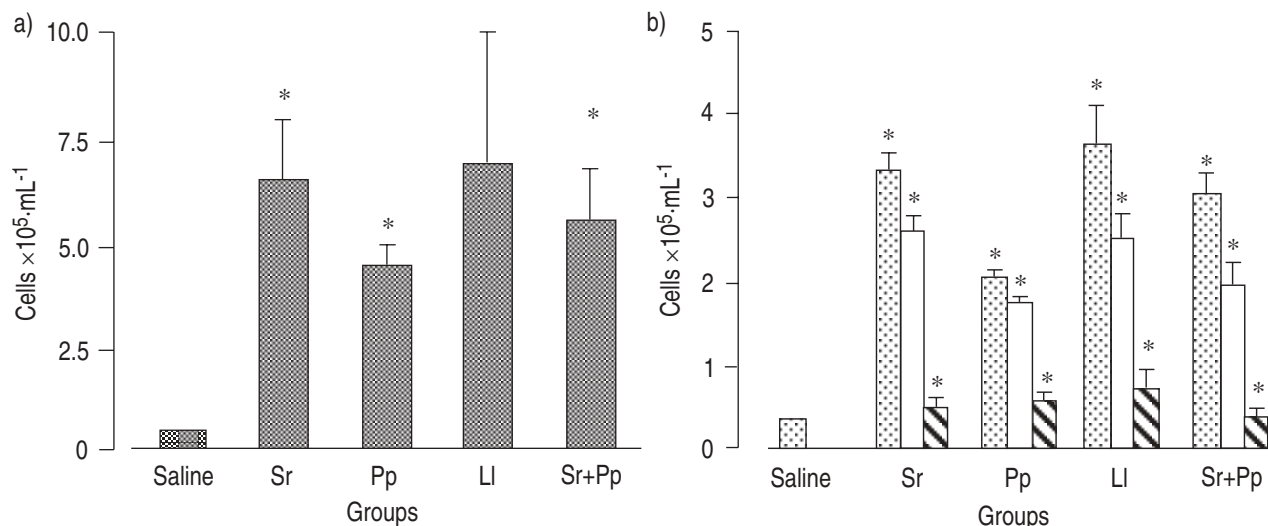 a)
10.0
7.5
5.0
2.5
0
Cells ×10⁵·mL⁻¹
* * *
Saline Sr Pp Ll Sr+Pp
Groups
b)
5
4
3
2
1
0
Cells ×10⁵·mL⁻¹
* * * * * * * * * * * *
Saline Sr Pp Ll Sr+Pp
Groups